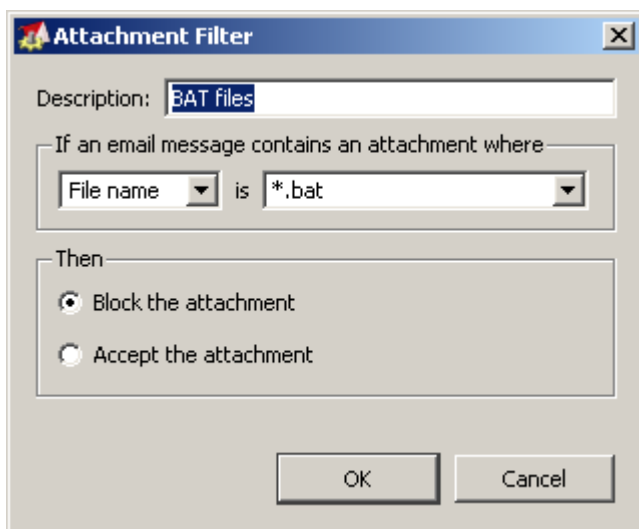 Attachment Filter
Description: BAT files
If an email message contains an attachment where
File name is *.bat
Then
Block the attachment
Accept the attachment
OK Cancel